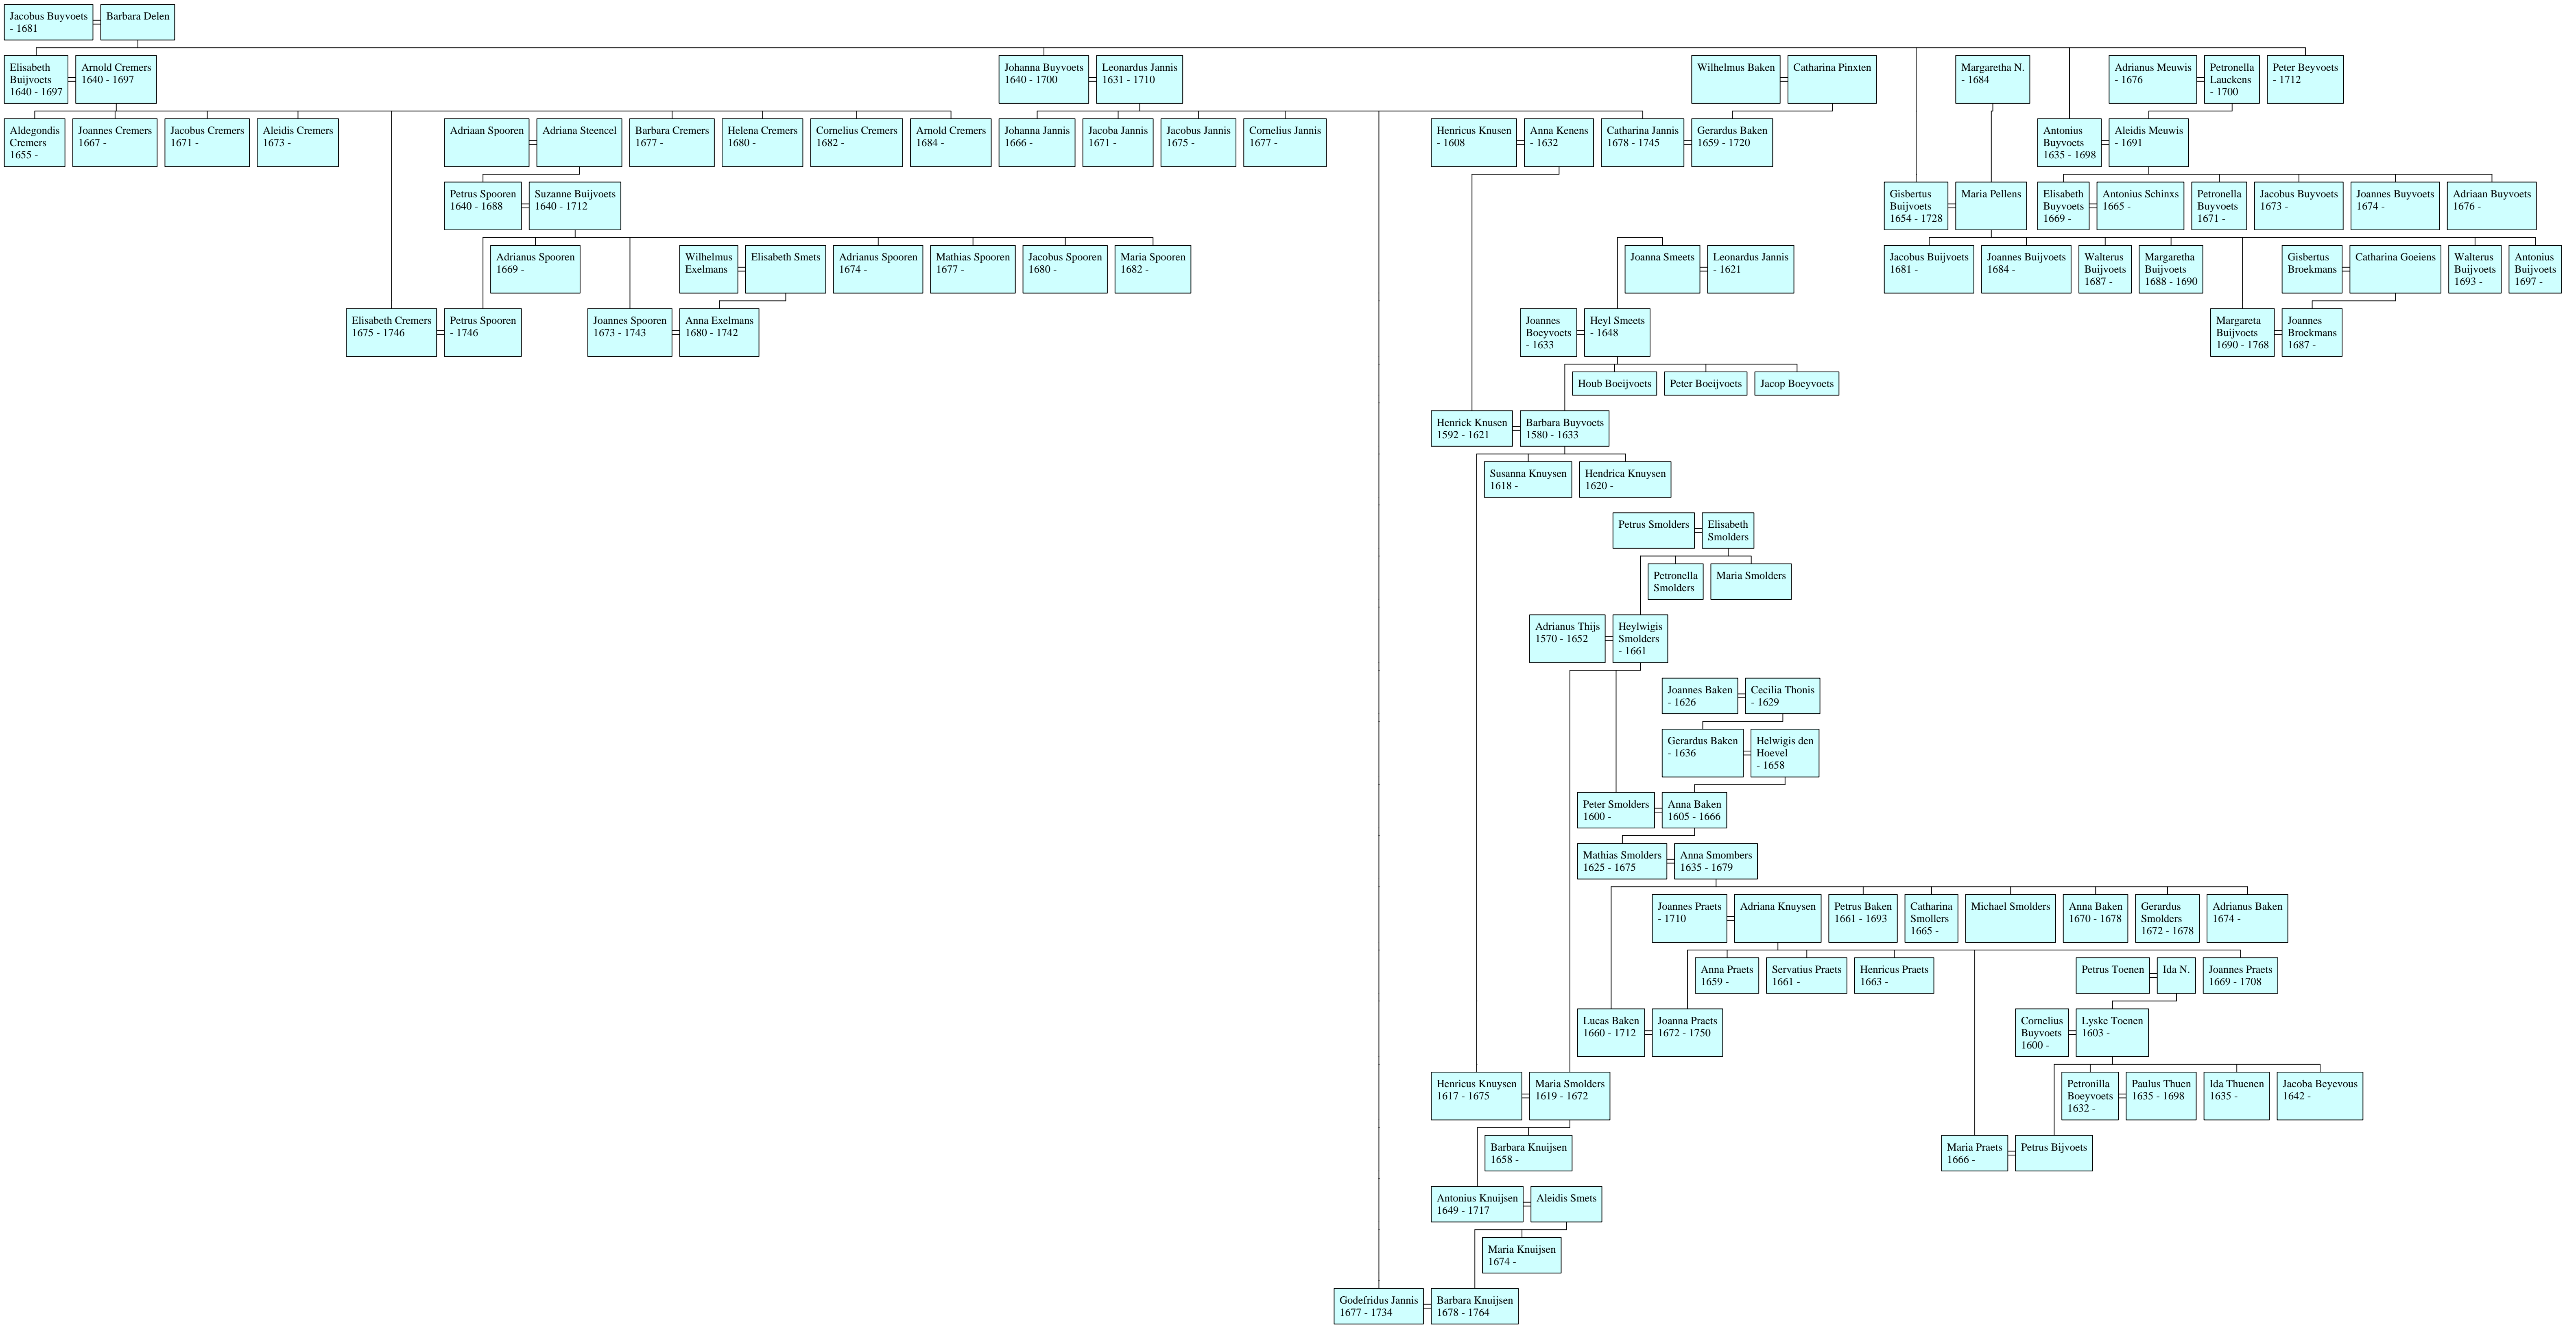 Jacobus Buyvoets
- 1681
Barbara Delen
Elisabeth
Buijvoets
1640 - 1697
Arnold Cremers
1640 - 1697
Johanna Buyvoets
1640 - 1700
Leonardus Jannis
1631 - 1710
Wilhelmus Baken
Catharina Pinxten
Margaretha N.
- 1684
Adrianus Meuwis
- 1676
Petronella
Lauckens
- 1700
Peter Beyvoets
- 1712
Aldegondis
Cremers
1655 -
Joannes Cremers
1667 -
Jacobus Cremers
1671 -
Aleidis Cremers
1673 -
Adriaan Spooren
Adriana Steencel
Barbara Cremers
1677 -
Helena Cremers
1680 -
Cornelius Cremers
1682 -
Arnold Cremers
1684 -
Johanna Jannis
1666 -
Jacoba Jannis
1671 -
Jacobus Jannis
1675 -
Cornelius Jannis
1677 -
Henricus Knusen
- 1608
Anna Kenens
- 1632
Catharina Jannis
1678 - 1745
Gerardus Baken
1659 - 1720
Antonius
Buyvoets
1635 - 1698
Aleidis Meuwis
- 1691
Petrus Spooren
1640 - 1688
Suzanne Buijvoets
1640 - 1712
Gisbertus
Buijvoets
1654 - 1728
Maria Pellens
Elisabeth
Buyvoets
1669 -
Antonius Schinxs
1665 -
Petronella
Buyvoets
1671 -
Jacobus Buyvoets
1673 -
Joannes Buyvoets
1674 -
Adriaan Buyvoets
1676 -
Adrianus Spooren
1669 -
Wilhelmus
Exelmans
Elisabeth Smets
Adrianus Spooren
1674 -
Mathias Spooren
1677 -
Jacobus Spooren
1680 -
Maria Spooren
1682 -
Joanna Smeets
Leonardus Jannis
- 1621
Jacobus Buijvoets
1681 -
Joannes Buijvoets
1684 -
Walterus
Buijvoets
1687 -
Margaretha
Buijvoets
1688 - 1690
Gisbertus
Broekmans
Catharina Goeiens
Walterus
Buijvoets
1693 -
Antonius
Buijvoets
1697 -
Elisabeth Cremers
1675 - 1746
Petrus Spooren
- 1746
Joannes Spooren
1673 - 1743
Anna Exelmans
1680 - 1742
Joannes
Boeyvoets
- 1633
Heyl Smeets
- 1648
Margareta
Buijvoets
1690 - 1768
Joannes
Broekmans
1687 -
Houb Boeijvoets
Peter Boeijvoets
Jacop Boeyvoets
Henrick Knusen
1592 - 1621
Barbara Buyvoets
1580 - 1633
Susanna Knuysen
1618 -
Hendrica Knuysen
1620 -
Petrus Smolders
Elisabeth
Smolders
Petronella
Smolders
Maria Smolders
Adrianus Thijs
1570 - 1652
Heylwigis
Smolders
- 1661
Joannes Baken
- 1626
Cecilia Thonis
- 1629
Gerardus Baken
- 1636
Helwigis den
Hoevel
- 1658
Peter Smolders
1600 -
Anna Baken
1605 - 1666
Mathias Smolders
1625 - 1675
Anna Smombers
1635 - 1679
Joannes Praets
- 1710
Adriana Knuysen
Petrus Baken
1661 - 1693
Catharina
Smollers
1665 -
Michael Smolders
Anna Baken
1670 - 1678
Gerardus
Smolders
1672 - 1678
Adrianus Baken
1674 -
Anna Praets
1659 -
Servatius Praets
1661 -
Henricus Praets
1663 -
Petrus Toenen
Ida N.
Joannes Praets
1669 - 1708
Lucas Baken
1660 - 1712
Joanna Praets
1672 - 1750
Cornelius
Buyvoets
1600 -
Lyske Toenen
1603 -
Henricus Knuysen
1617 - 1675
Maria Smolders
1619 - 1672
Petronilla
Boeyvoets
1632 -
Paulus Thuen
1635 - 1698
Ida Thuenen
1635 -
Jacoba Beyevous
1642 -
Barbara Knuijsen
1658 -
Maria Praets
1666 -
Petrus Bijvoets
Antonius Knuijsen
1649 - 1717
Aleidis Smets
Maria Knuijsen
1674 -
Godefridus Jannis
1677 - 1734
Barbara Knuijsen
1678 - 1764